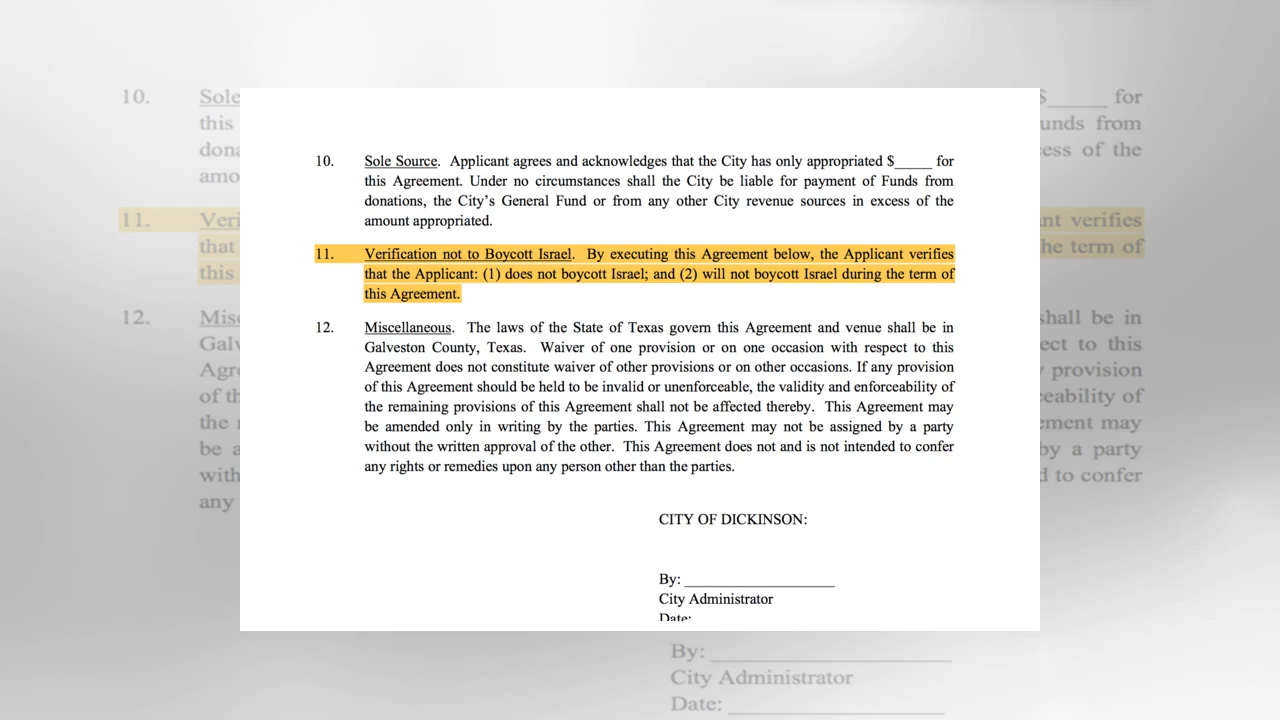 10. Sole Source. Applicant agrees and acknowledges that the City has only appropriated $_____ for
this Agreement. Under no circumstances shall the City be liable for payment of Funds from
donations, the City's General Fund or from any other City revenue sources in excess of the
amount appropriated.
11. Verification not to Boycott Israel. By executing this Agreement below, the Applicant verifies
that the Applicant: (1) does not boycott Israel; and (2) will not boycott Israel during the term of
this Agreement.
12. Miscellaneous. The laws of the State of Texas govern this Agreement and venue shall be in
Galveston County, Texas. Waiver of one provision or on one occasion with respect to this
Agreement does not constitute waiver of other provisions or on other occasions. If any provision
of this Agreement should be held to be invalid or unenforceable, the validity and enforceability of
the remaining provisions of this Agreement shall not be affected thereby. This Agreement may
be amended only in writing by the parties. This Agreement may not be assigned by a party
without the written approval of the other. This Agreement does not and is not intended to confer
any rights or remedies upon any person other than the parties.
CITY OF DICKINSON:
By: ____________________
City Administrator
Date:
By: ____________________
City Administrator
Date: ____________________